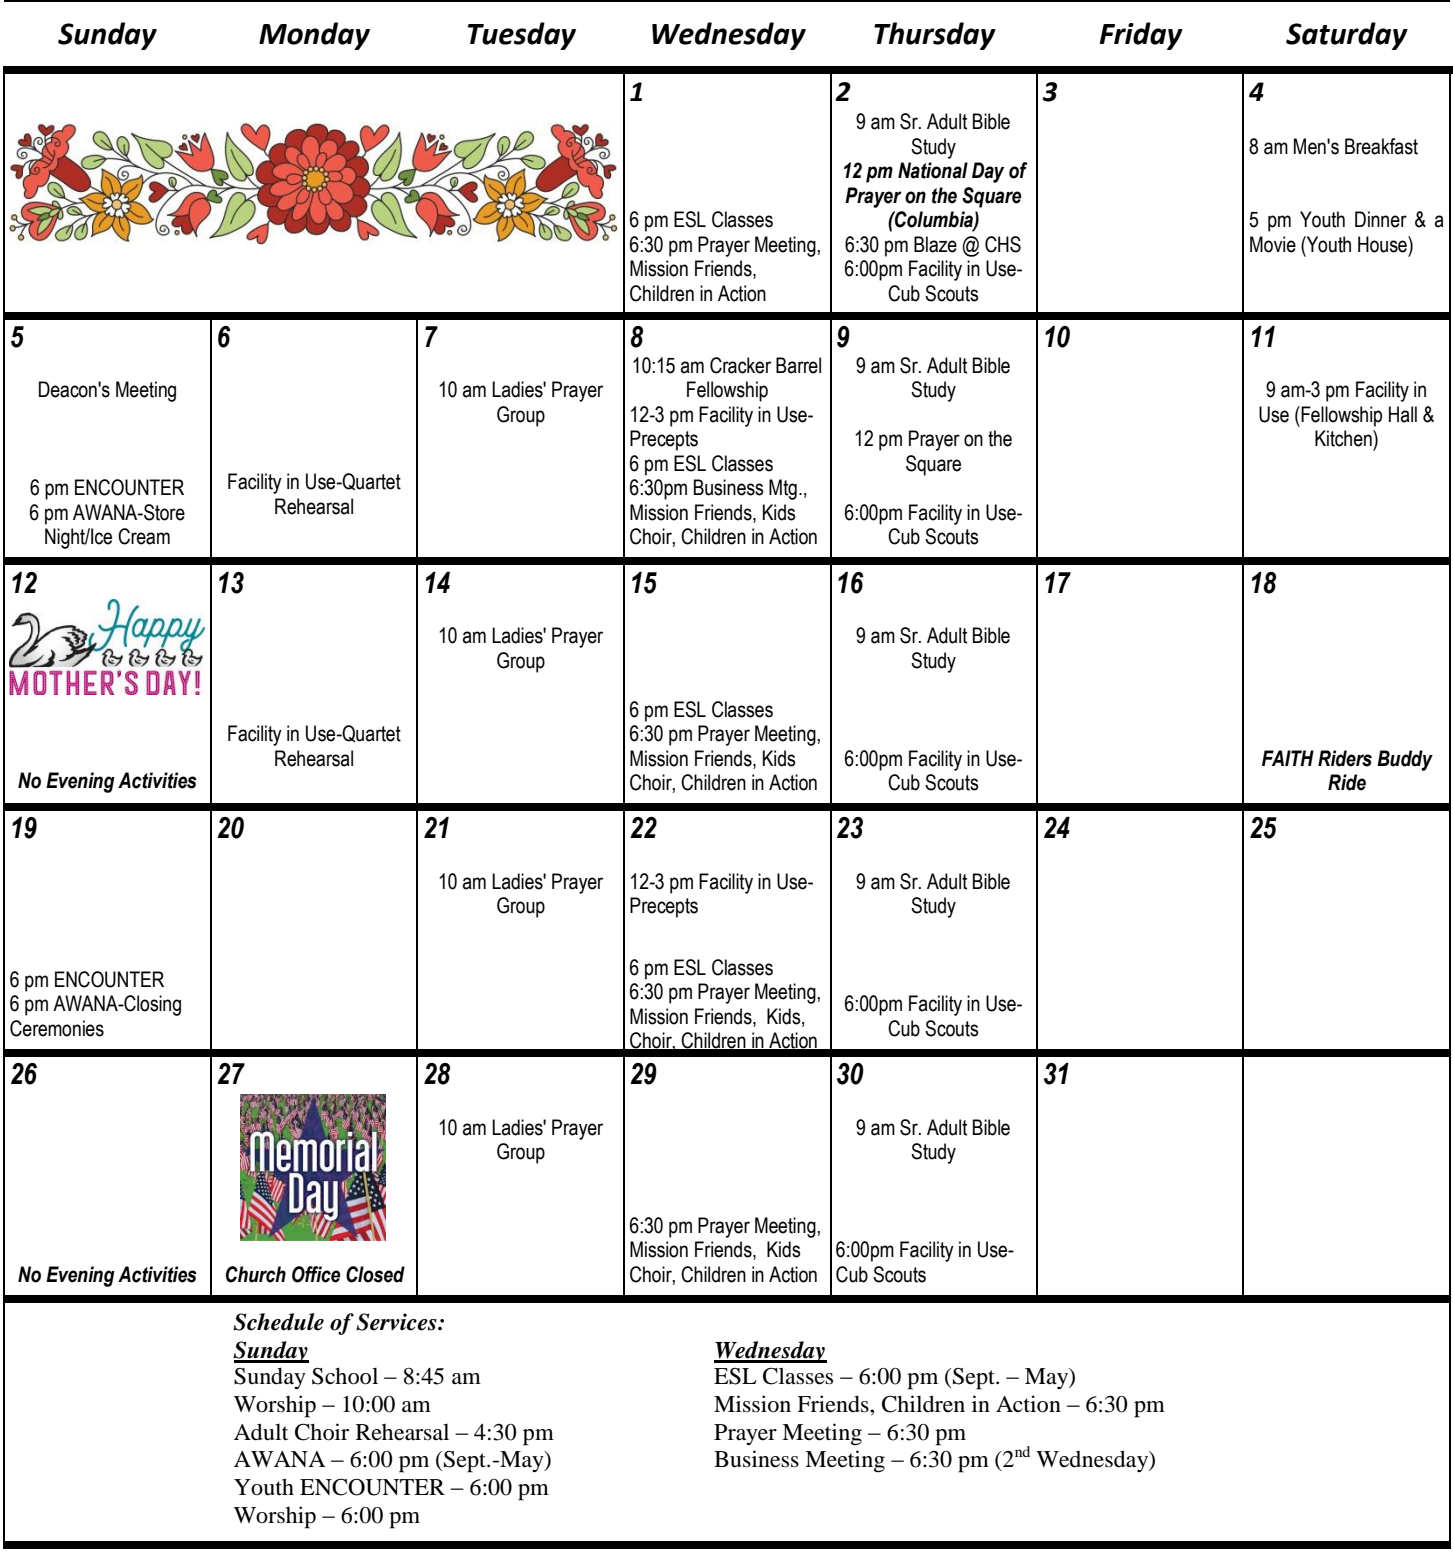 Sunday Monday Tuesday Wednesday Thursday Friday Saturday
1
6 pm ESL Classes
6:30 pm Prayer Meeting,
Mission Friends,
Children in Action
2
9 am Sr. Adult Bible
Study
12 pm National Day of
Prayer on the Square
(Columbia)
6:30 pm Blaze @ CHS
6:00pm Facility in Use-
Cub Scouts
3
4
8 am Men's Breakfast
5 pm Youth Dinner & a
Movie (Youth House)
5
Deacon's Meeting
6 pm ENCOUNTER
6 pm AWANA-Store
Night/Ice Cream
6
Facility in Use-Quartet
Rehearsal
7
10 am Ladies' Prayer
Group
8
10:15 am Cracker Barrel
Fellowship
12-3 pm Facility in Use-
Precepts
6 pm ESL Classes
6:30pm Business Mtg.,
Mission Friends, Kids
Choir, Children in Action
9
9 am Sr. Adult Bible
Study
12 pm Prayer on the
Square
6:00pm Facility in Use-
Cub Scouts
10
11
9 am-3 pm Facility in
Use (Fellowship Hall &
Kitchen)
12
Happy
MOTHER'S DAY!
No Evening Activities
13
Facility in Use-Quartet
Rehearsal
14
10 am Ladies' Prayer
Group
15
6 pm ESL Classes
6:30 pm Prayer Meeting,
Mission Friends, Kids
Choir, Children in Action
16
9 am Sr. Adult Bible
Study
6:00pm Facility in Use-
Cub Scouts
17
18
FAITH Riders Buddy
Ride
19
6 pm ENCOUNTER
6 pm AWANA-Closing
Ceremonies
20
21
10 am Ladies' Prayer
Group
22
12-3 pm Facility in Use-
Precepts
6 pm ESL Classes
6:30 pm Prayer Meeting,
Mission Friends, Kids,
Choir, Children in Action
23
9 am Sr. Adult Bible
Study
6:00pm Facility in Use-
Cub Scouts
24
25
26
No Evening Activities
27
Memorial
Day
Church Office Closed
28
10 am Ladies' Prayer
Group
29
6:30 pm Prayer Meeting,
Mission Friends, Kids
Choir, Children in Action
30
9 am Sr. Adult Bible
Study
6:00pm Facility in Use-
Cub Scouts
31
Schedule of Services:
Sunday
Sunday School – 8:45 am
Worship – 10:00 am
Adult Choir Rehearsal – 4:30 pm
AWANA – 6:00 pm (Sept.-May)
Youth ENCOUNTER – 6:00 pm
Worship – 6:00 pm
Wednesday
ESL Classes – 6:00 pm (Sept. – May)
Mission Friends, Children in Action – 6:30 pm
Prayer Meeting – 6:30 pm
Business Meeting – 6:30 pm (2nd Wednesday)